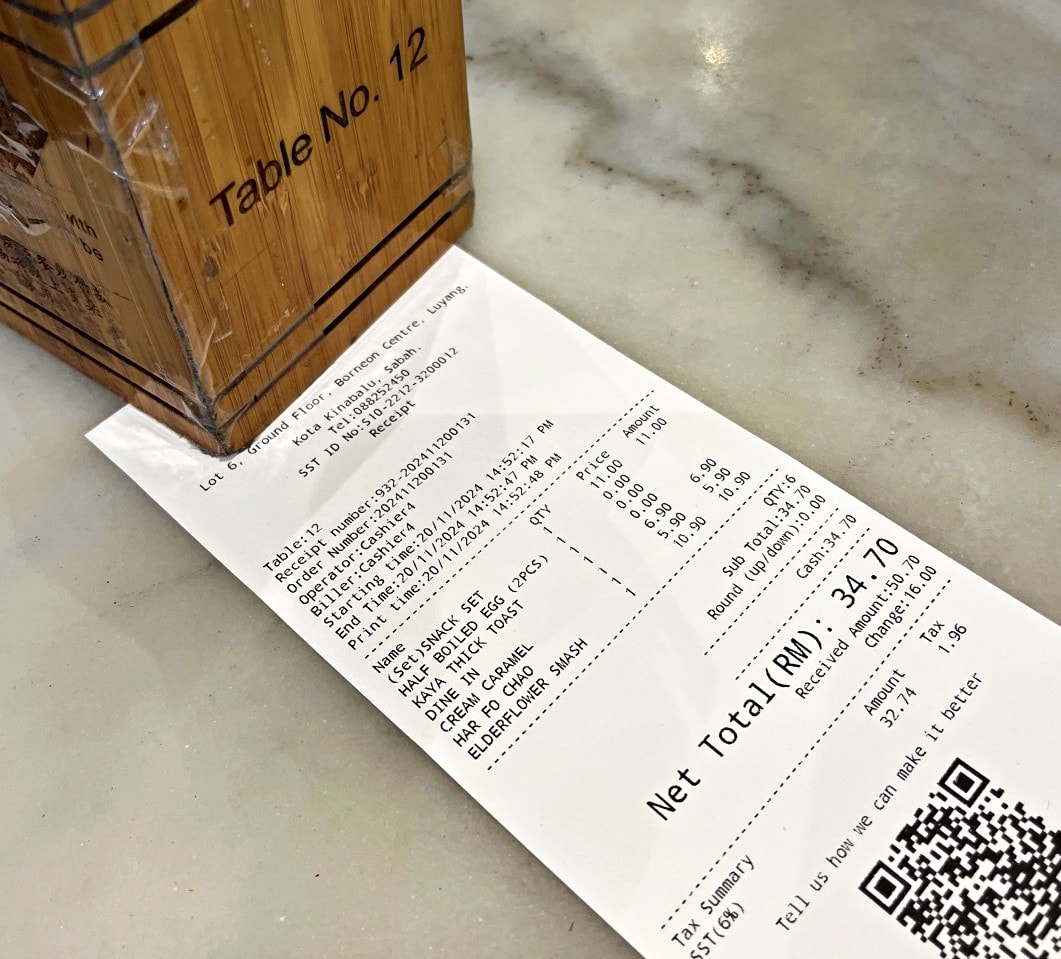 Table No. 12
with
be
Lot 6, Ground Floor, Borneon Centre, Luyang,
Kota Kinabalu, Sabah.
Tel:088252450
SST ID No:S10-2212-3200012
Receipt
Table:12
Receipt number:932-202411200131
Order Number:202411200131
Operator:Cashier4
Biller:Cashier4
Starting time:20/11/2024 14:52:17 PM
End Time:20/11/2024 14:52:47 PM
Print time:20/11/2024 14:52:48 PM
Name QTY Price Amount
(Set)SNACK SET 1 11.00 11.00
HALF BOILED EGG (2PCS) 1 0.00
KAYA THICK TOAST 1 0.00
DINE IN 0.00
CREAM CARAMEL 1 6.90 6.90
HAR FO CHAO 1 5.90 5.90
ELDERFLOWER SMASH 1 10.90 10.90
QTY:6
Sub Total:34.70
Round (up/down):0.00
Cash:34.70
Net Total(RM): 34.70
Received Amount:50.70
Change:16.00
Tax Summary Amount Tax
SST(6%) 32.74 1.96
Tell us how we can make it better